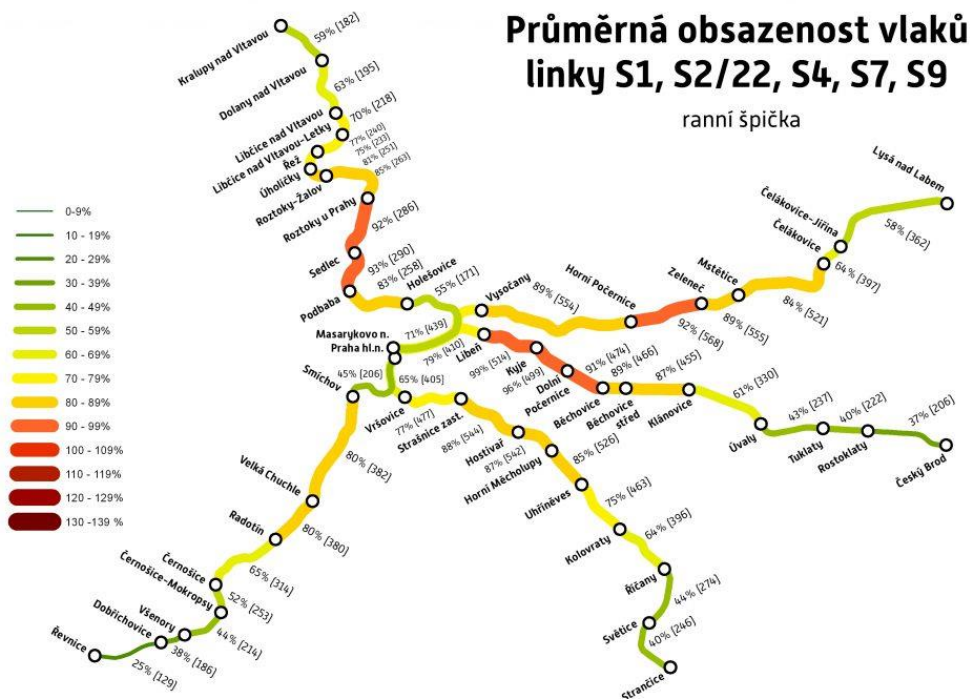 Průměrná obsazenost vlaků
linky S1, S2/22, S4, S7, S9
ranní špička
0-9%
10 - 19%
20 - 29%
30 - 39%
40 - 49%
50 - 59%
60 - 69%
70 - 79%
80 - 89%
90 - 99%
100 - 109%
110 - 119%
120 - 129%
130 -139 %
Kralupy nad Vltavou
59% [182]
Dolany nad Vltavou
63% [195]
Libčice nad Vltavou
70% [218]
Libčice nad Vltavou-Letky
77% [240]
Řež
75% [233]
Úholičky
81% [251]
Roztoky-Žalov
85% [263]
Roztoky u Prahy
92% [286]
Sedlec
93% [290]
Podbaba
83% [258]
Holešovice
55% [171]
Masarykovo n.
Praha hl.n.
71% [439]
79% [410]
Vysočany
89% [554]
Horní Počernice
92% [568]
Zeleneč
89% [555]
Mstětice
84% [521]
Čelákovice
64% [397]
Čelákovice-Jiřina
58% [362]
Lysá nad Labem
Libeň
99% [514]
Kyje
96% [499]
Dolní
Počernice
91% [474]
Běchovice
89% [466]
Běchovice
střed
87% [455]
Klánovice
61% [330]
Úvaly
43% [237]
Tuklaty
40% [222]
Rostoklaty
37% [206]
Český Brod
45% [206]
Smíchov
65% [405]
Vršovice
77% [477]
Strašnice zast.
88% [544]
Hostivař
87% [542]
Horní Měcholupy
85% [526]
Uhříněves
75% [463]
Kolovraty
64% [396]
Říčany
44% [274]
Světice
40% [246]
Strančice
80% [382]
Velká Chuchle
80% [380]
Radotín
65% [314]
Černošice
52% [253]
Černošice-Mokropsy
44% [214]
Všenory
38% [186]
Dobřichovice
25% [129]
Řevnice